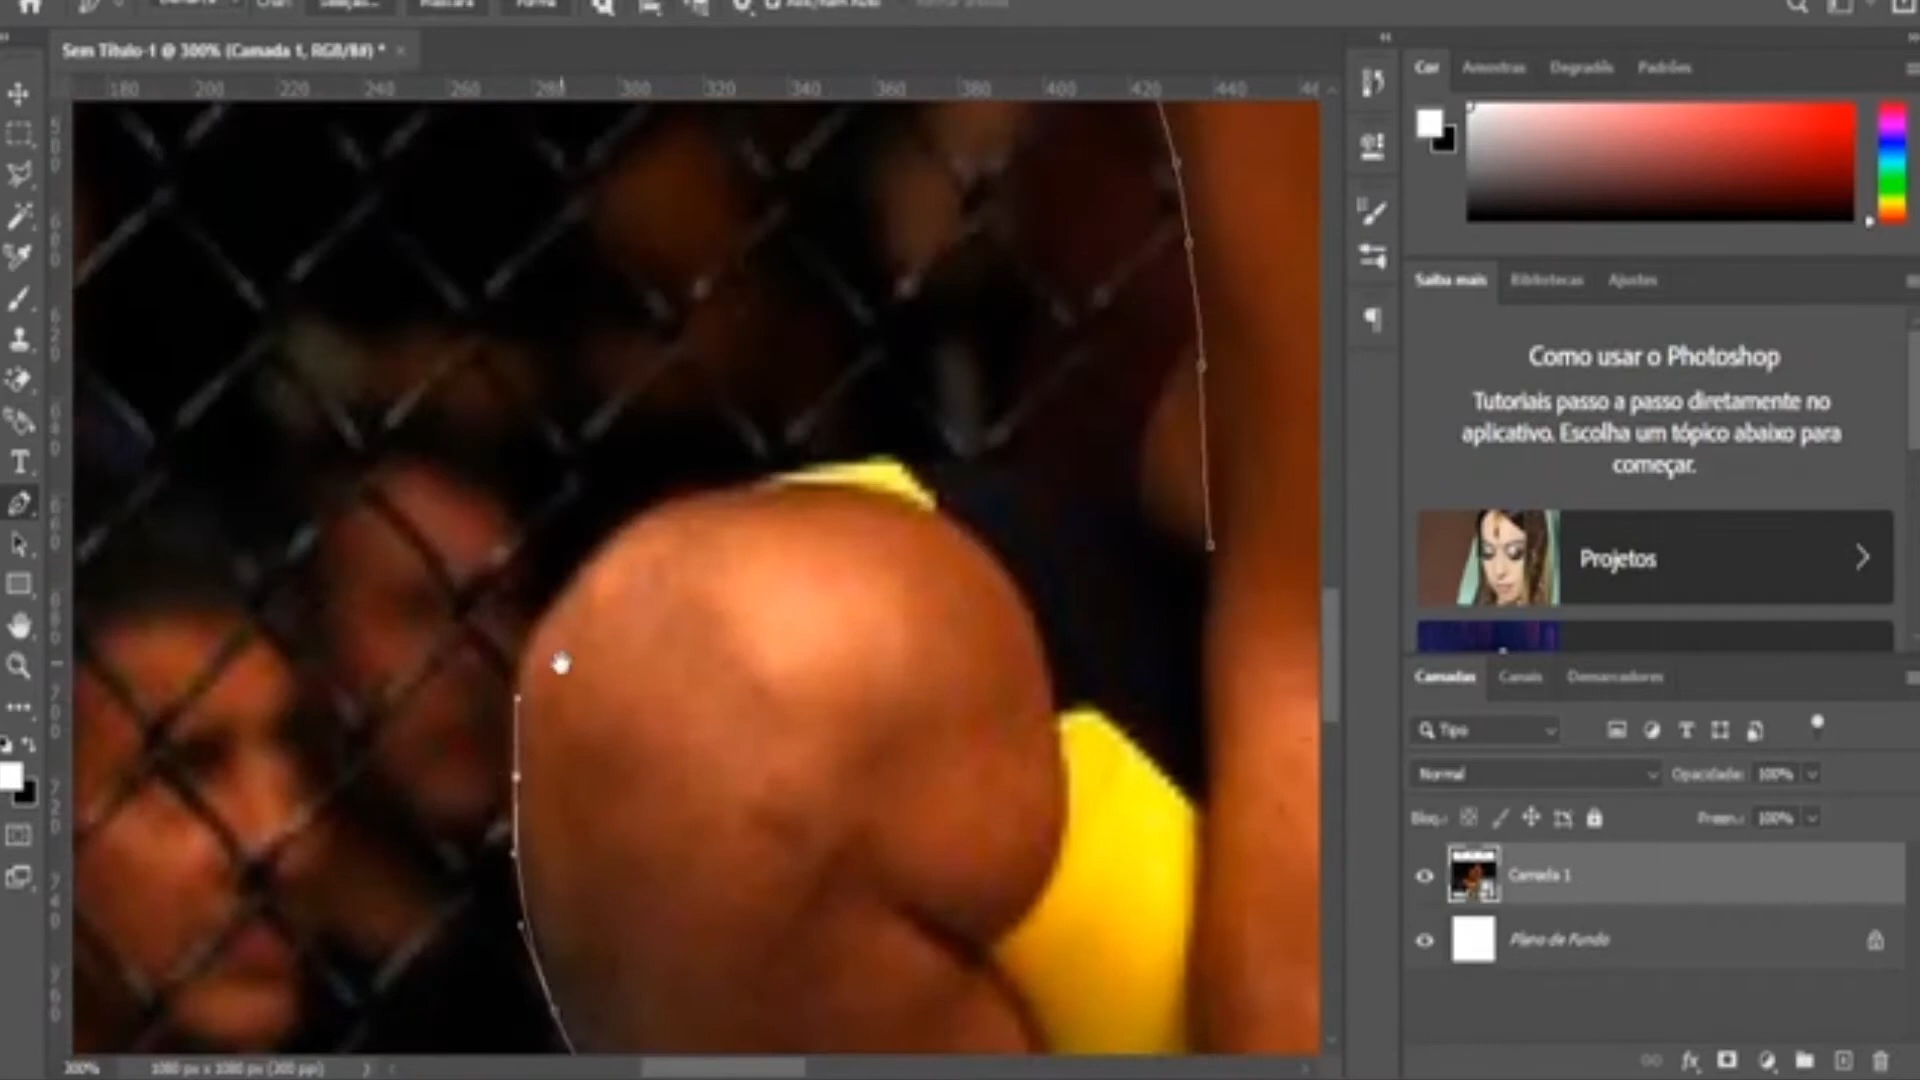 Sem Título-1 @ 300% (Camada 1, RGB/8#) * ×
180 200 220 240 260 280 300 320 340 360 380 400 420 440
Cor Amostras Degradês Padrões
Saiba mais Bibliotecas Ajustes
Como usar o Photoshop
Tutoriais passo a passo diretamente no
aplicativo. Escolha um tópico abaixo para
começar.
Projetos
Camadas Canais Demarcadores
Tipo
Normal Opacidade: 100%
Bloq.: Preen.: 100%
Camada 1
Plano de Fundo
300% 1080 px x 1080 px (300 ppi)